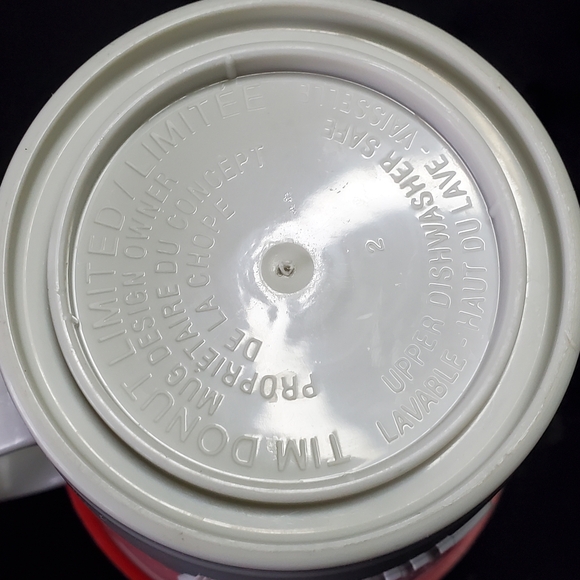 TIM DONUT LIMITED / LIMITÉE
MUG DESIGN OWNER
PROPRIÉTAIRE DU CONCEPT
DE LA CHOPE
UPPER DISHWASHER SAFE
LAVABLE - HAUT DU LAVE - VAISSELLE
2